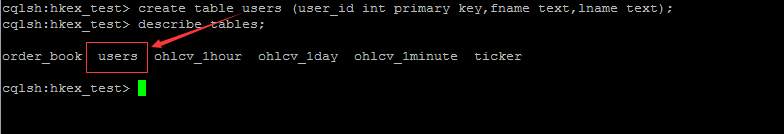 cqlsh:hkex_test> create table users (user_id int primary key,fname text,lname text);
cqlsh:hkex_test> describe tables;
order_book  users  ohlcv_1hour  ohlcv_1day  ohlcv_1minute  ticker
cqlsh:hkex_test>